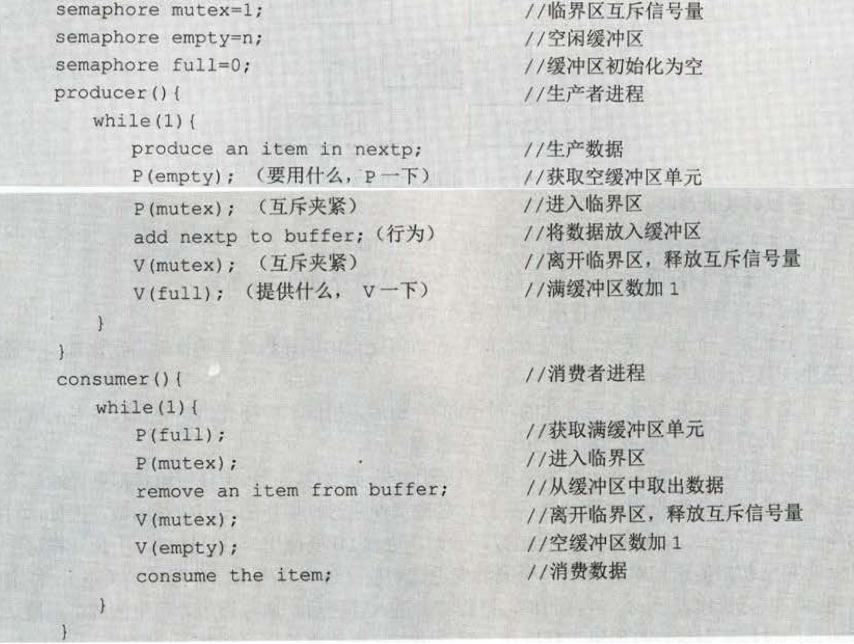 semaphore mutex=1; //临界区互斥信号量
semaphore empty=n; //空闲缓冲区
semaphore full=0; //缓冲区初始化为空
producer(){ //生产者进程
while(1){
produce an item in nextp; //生产数据
P(empty); （要用什么，P一下） //获取空缓冲区单元
P(mutex); （互斥夹紧） //进入临界区
add nextp to buffer;（行为） //将数据放入缓冲区
V(mutex); （互斥夹紧） //离开临界区，释放互斥信号量
V(full); （提供什么， V一下） //满缓冲区数加1
}
}
consumer(){ //消费者进程
while(1){
P(full); //获取满缓冲区单元
P(mutex); //进入临界区
remove an item from buffer; //从缓冲区中取出数据
V(mutex); //离开临界区，释放互斥信号量
V(empty); //空缓冲区数加1
consume the item; //消费数据
}
}